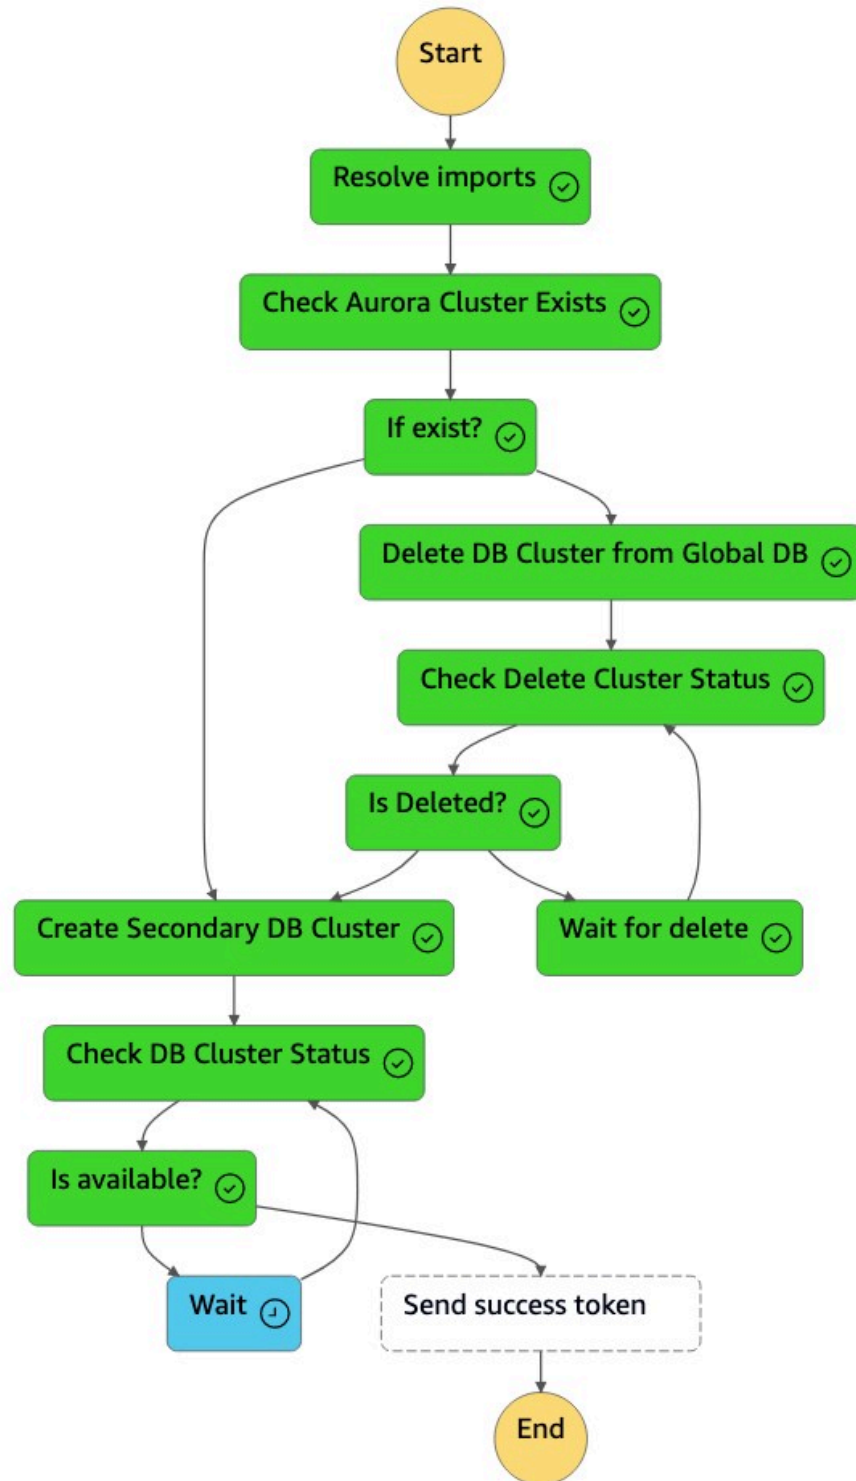 Start
Resolve imports
Check Aurora Cluster Exists
If exist?
Delete DB Cluster from Global DB
Check Delete Cluster Status
Is Deleted?
Create Secondary DB Cluster
Wait for delete
Check DB Cluster Status
Is available?
Wait
Send success token
End